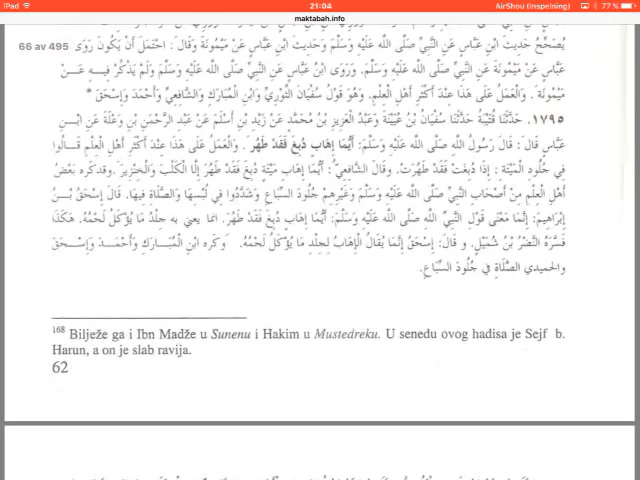 iPad 21:04 AirShou (inspelning) 77 %
maktabah.info
66 av 495
يُصَحِّحُ حَدِيثَ ابْنِ عَبَّاسٍ عَنِ النَّبِيِّ صَلَّى اللَّه عَلَيْهِ وَسَلَّمَ وَحَدِيثَ ابْنِ عَبَّاسٍ عَنْ مَيْمُونَةَ وَقَالَ : احْتَمَلَ أَنْ يَكُونَ رَوَى
عَبَّاسٍ عَنْ مَيْمُونَةَ عَنِ النَّبِيِّ صَلَّى اللَّه عَلَيْهِ وَسَلَّمَ. وَرَوَى ابْنُ عَبَّاسٍ عَنِ النَّبِيِّ صَلَّى اللَّه عَلَيْهِ وَسَلَّمَ وَلَمْ يَذْكُرْ فِيهِ عَنْ
مَيْمُونَةَ . وَالْعَمَلُ عَلَى هَذَا عِنْدَ أَكْثَرِ أَهْلِ الْعِلْمِ. وَهُوَ قَوْلُ سُفْيَانَ الثَّوْرِيِّ وَابْنِ الْمُبَارَكِ وَالشَّافِعِيِّ وَأَحْمَدَ وَإِسْحَقَ *
١٧٩٥. حَدَّثَنَا قُتَيْبَةُ حَدَّثَنَا سُفْيَانُ بْنُ عُيَيْنَةَ وَعَبْدُ الْعَزِيزِ بْنُ مُحَمَّدٍ عَنْ زَيْدِ بْنِ أَسْلَمَ عَنْ عَبْدِ الرَّحْمَنِ بْنِ وَعْلَةَ عَنِ ابْنِ
عَبَّاسٍ قَالَ : قَالَ رَسُولُ اللَّهِ صَلَّى اللَّه عَلَيْهِ وَسَلَّمَ: أَيُّمَا إِهَابٍ دُبِغَ فَقَدْ طَهُرَ . وَالْعَمَلُ عَلَى هَذَا عِنْدَ أَكْثَرِ أَهْلِ الْعِلْمِ قَالُوا
فِي جُلُودِ الْمَيْتَةِ : إِذَا دُبِغَتْ فَقَدْ طَهُرَتْ. وَقَالَ الشَّافِعِيُّ : أَيُّمَا إِهَابِ مَيْتَةٍ دُبِغَ فَقَدْ طَهُرَ إِلَّا الْكَلْبَ وَالْخِنْزِيرَ .وقدكَرِهَ بَعْضُ
أَهْلِ الْعِلْمِ مِنْ أَصْحَابِ النَّبِيِّ صَلَّى اللَّه عَلَيْهِ وَسَلَّمَ وَغَيْرِهِمْ جُلُودَ السِّبَاعِ وَشَدَّدُوا فِي لُبْسِهَا وَالصَّلَاةِ فِيهَا. قَالَ إِسْحَقُ بْنُ
إِبْرَاهِيمَ: إِنَّمَا مَعْنَى قَوْلِ النَّبِيِّ اللَّه صَلَّى عَلَيْهِ وَسَلَّمَ: أَيُّمَا إِهَابٍ دُبِغَ فَقَدْ طَهُرَ. انما يعني به جِلْدُ مَا يُؤْكَلُ لَحْمُهُ. هَكَذَا
فَسَّرَهُ النَّضْرُ بْنُ شُمَيْلٍ. و قَالَ: إِسْحَقُ إِنَّمَا يُقَالُ الْإِهَابُ لِجِلْدِ مَا يُؤْكَلُ لَحْمُهُ. وكره ابْنُ الْمُبَارَكِ وَأَحْمَدُ وَإِسْحَقُ
والحميدي الصَّلَاةَ فِي جُلُودِ السِّبَاعِ.
168 Bilježe ga i Ibn Madže u Sunenu i Hakim u Mustedreku. U senedu ovog hadisa je Sejf b.
Harun, a on je slab ravija.
62